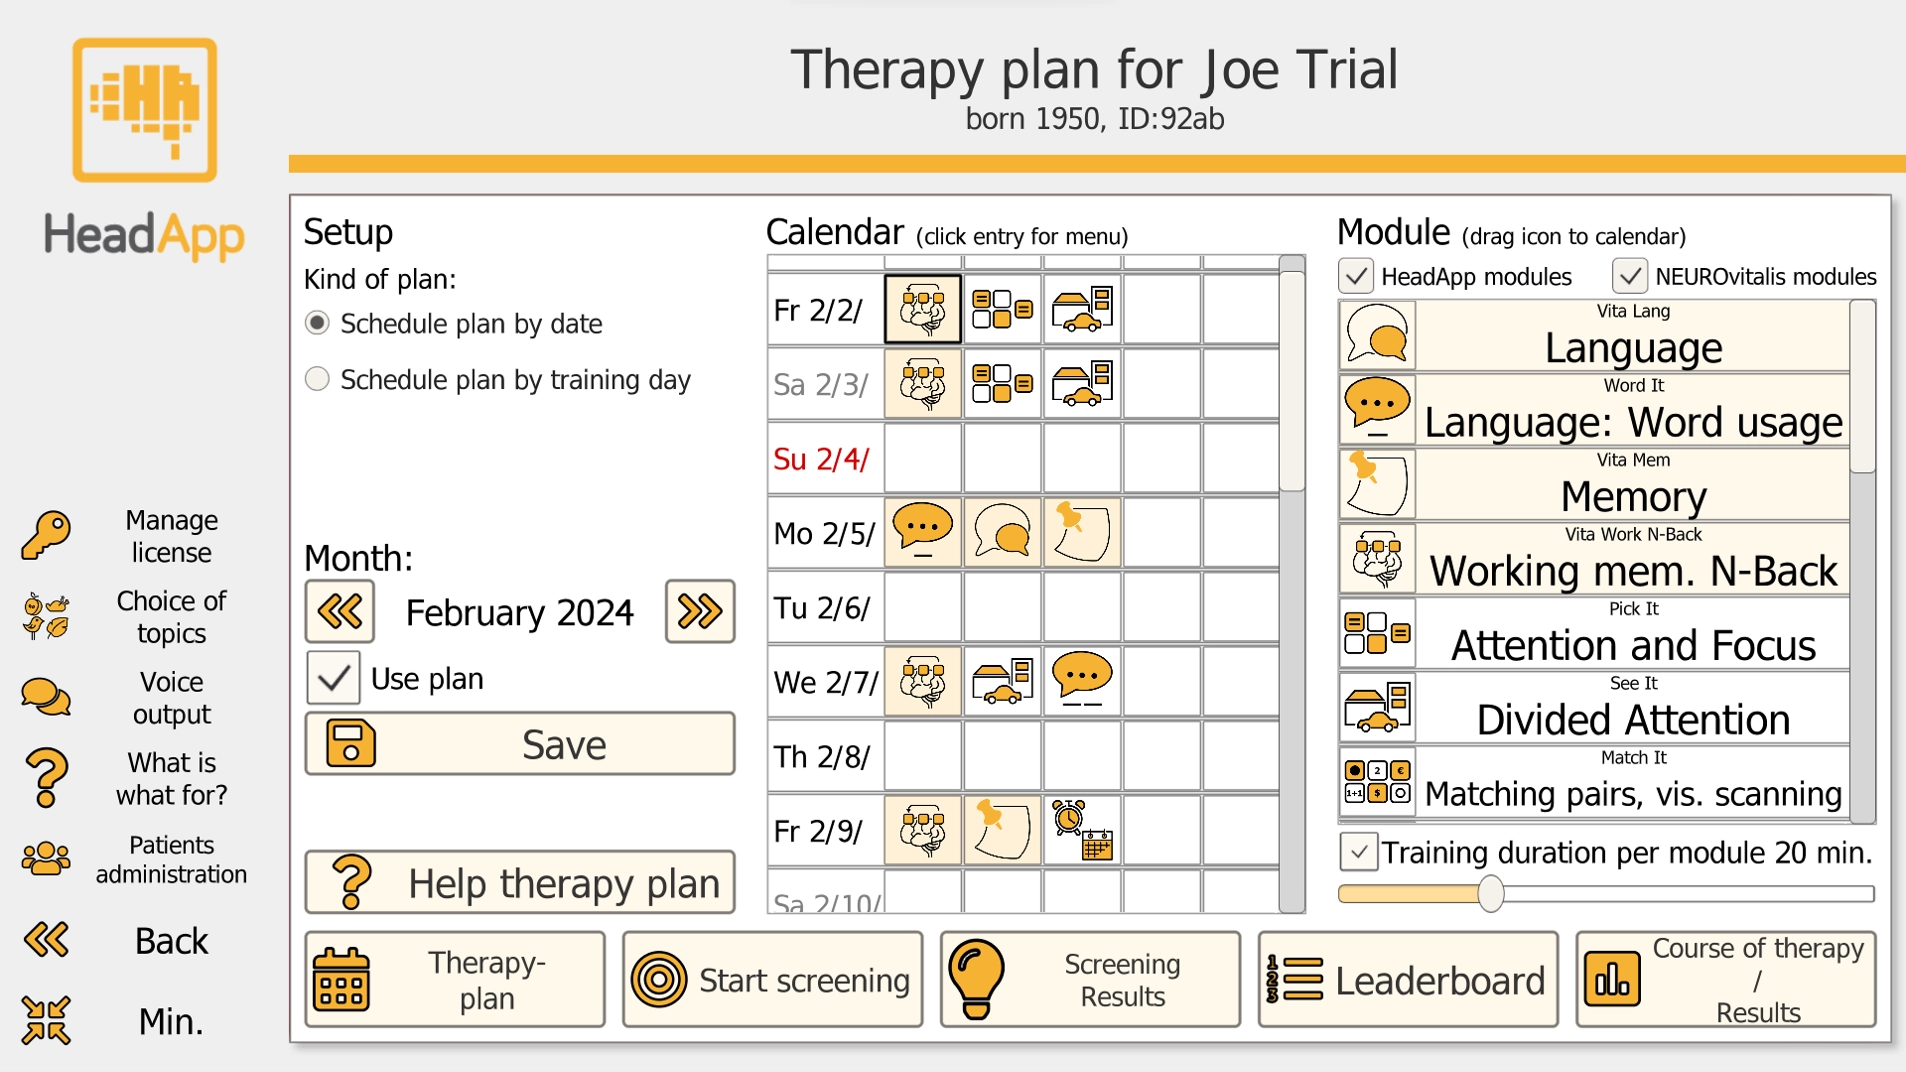 HeadApp
Therapy plan for Joe Trial
born 1950, ID:92ab
Setup
Kind of plan:
Schedule plan by date
Schedule plan by training day
Month:
February 2024
Use plan
Save
Help therapy plan
Calendar (click entry for menu)
Fr 2/2/
Sa 2/3/
Su 2/4/
Mo 2/5/
Tu 2/6/
We 2/7/
Th 2/8/
Fr 2/9/
Sa 2/10/
Module (drag icon to calendar)
HeadApp modules
NEUROvitalis modules
Vita Lang
Language
Word It
Language: Word usage
Vita Mem
Memory
Vita Work N-Back
Working mem. N-Back
Pick It
Attention and Focus
See It
Divided Attention
Match It
Matching pairs, vis. scanning
2 €
1+1 $
Training duration per module 20 min.
Manage
license
Choice of
topics
Voice
output
What is
what for?
Patients
administration
Back
Min.
Therapy-
plan
Start screening
Screening
Results
1
2
3
Leaderboard
Course of therapy
/
Results